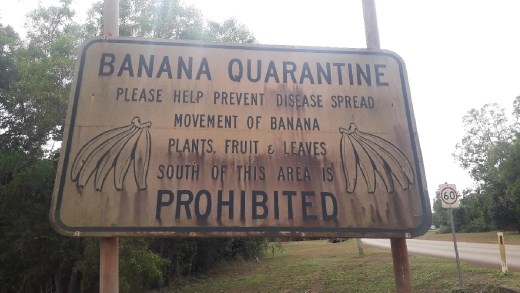 BANANA QUARANTINE
PLEASE HELP PREVENT DISEASE SPREAD
MOVEMENT OF BANANA
PLANTS, FRUIT & LEAVES
SOUTH OF THIS AREA IS
PROHIBITED
60